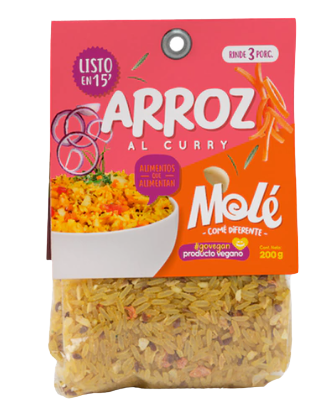 LISTO
EN 15'
RINDE 3 PORC.
ARROZ
AL CURRY
ALIMENTOS
QUE
ALIMENTAN
Molé
- COMÉ DIFERENTE -
#govegan
producto vegano
Cont. Neto:
200 g